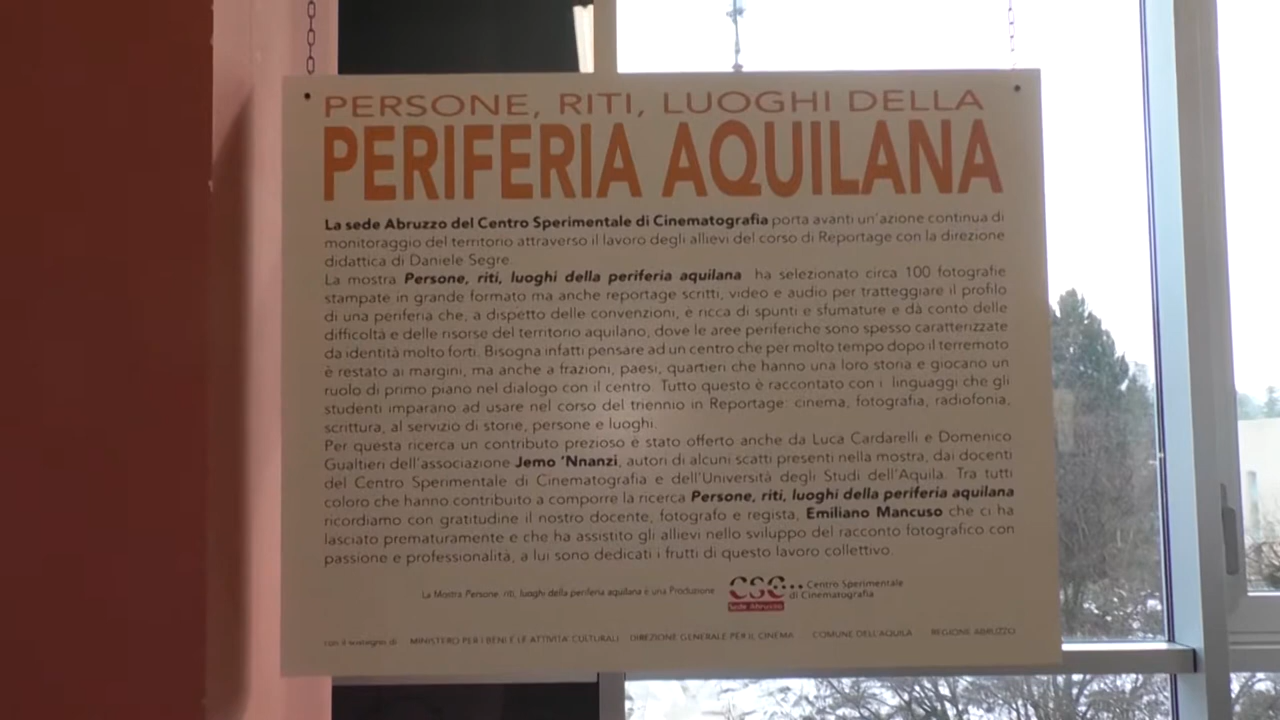 PERSONE, RITI, LUOGHI DELLA
PERIFERIA AQUILANA
La sede Abruzzo del Centro Sperimentale di Cinematografia porta avanti un'azione continua di
monitoraggio del territorio attraverso il lavoro degli allievi del corso di Reportage con la direzione
didattica di Daniele Segre.
La mostra Persone, riti, luoghi della periferia aquilana ha selezionato circa 100 fotografie
stampate in grande formato ma anche reportage scritti, video e audio per tratteggiare il profilo
di una periferia che, a dispetto delle convenzioni, è ricca di spunti e sfumature e dà conto delle
difficoltà e delle risorse del territorio aquilano, dove le aree periferiche sono spesso caratterizzate
da identità molto forti. Bisogna infatti pensare ad un centro che per molto tempo dopo il terremoto
è restato ai margini, ma anche a frazioni, paesi, quartieri che hanno una loro storia e giocano un
ruolo di primo piano nel dialogo con il centro. Tutto questo è raccontato con i linguaggi che gli
studenti imparano ad usare nel corso del triennio in Reportage: cinema, fotografia, radiofonia,
scrittura, al servizio di storie, persone e luoghi.
Per questa ricerca un contributo prezioso è stato offerto anche da Luca Cardarelli e Domenico
Gualtieri dell'associazione Jemo 'Nnanzi, autori di alcuni scatti presenti nella mostra, dai docenti
del Centro Sperimentale di Cinematografia e dell'Università degli Studi dell'Aquila. Tra tutti
coloro che hanno contribuito a comporre la ricerca Persone, riti, luoghi della periferia aquilana
ricordiamo con gratitudine il nostro docente, fotografo e regista, Emiliano Mancuso che ci ha
lasciato prematuramente e che ha assistito gli allievi nello sviluppo del racconto fotografico con
passione e professionalità, a lui sono dedicati i frutti di questo lavoro collettivo.
La Mostra Persone, riti, luoghi della periferia aquilana è una Produzione
CSC... Centro Sperimentale
di Cinematografia
Sede Abruzzo
con il sostegno di MINISTERO PER I BENI E LE ATTIVITA' CULTURALI DIREZIONE GENERALE PER IL CINEMA COMUNE DELL'AQUILA REGIONE ABRUZZO